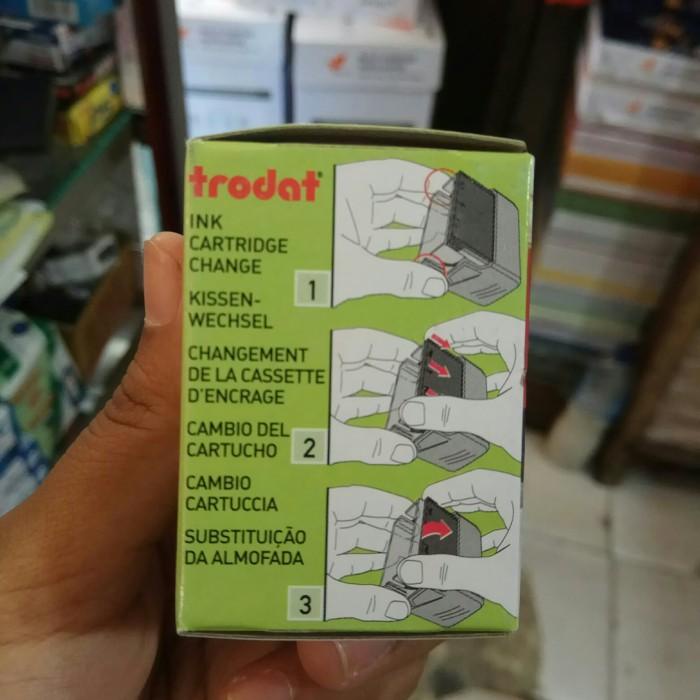 trodat®
INK
CARTRIDGE
CHANGE
1
KISSEN-
WECHSEL
CHANGEMENT
DE LA CASSETTE
D'ENCRAGE
CAMBIO DEL
CARTUCHO
2
CAMBIO
CARTUCCIA
SUBSTITUIÇÃO
DA ALMOFADA
3